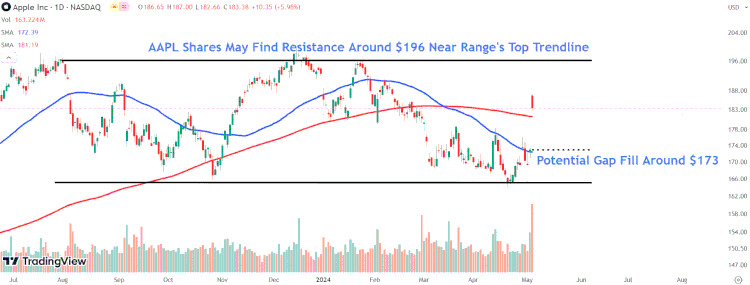 Apple Inc · 1D · NASDAQ O186.65 H187.00 L182.66 C183.38 +10.35 (+5.98%)
Vol 163.224M
SMA 172.39
SMA 181.19
USD
AAPL Shares May Find Resistance Around $196 Near Range's Top Trendline
Potential Gap Fill Around $173
204.00
196.00
188.00
183.00
178.00
174.00
170.00
166.00
162.00
158.00
154.00
150.50
147.00
TradingView
Jul Aug Sep Oct Nov Dec 2024 Feb Mar Apr May Jun Jul Aug